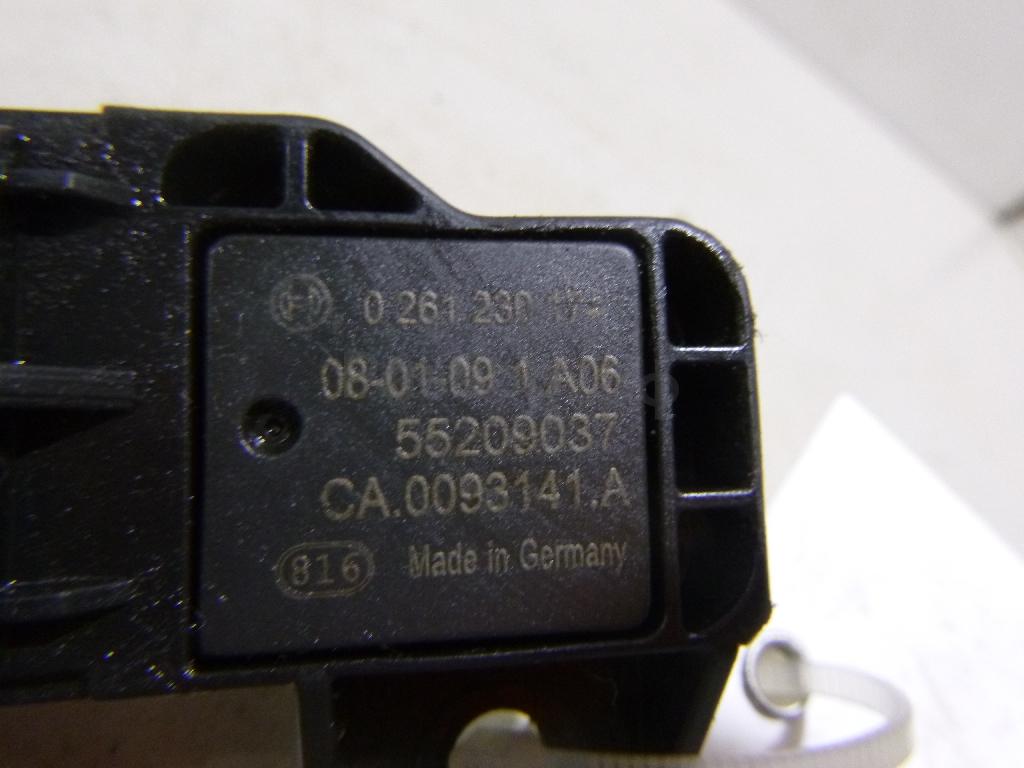 0 261 230
08-01-09 1.A06
55209037
CA.0093141.A
816 Made in Germany